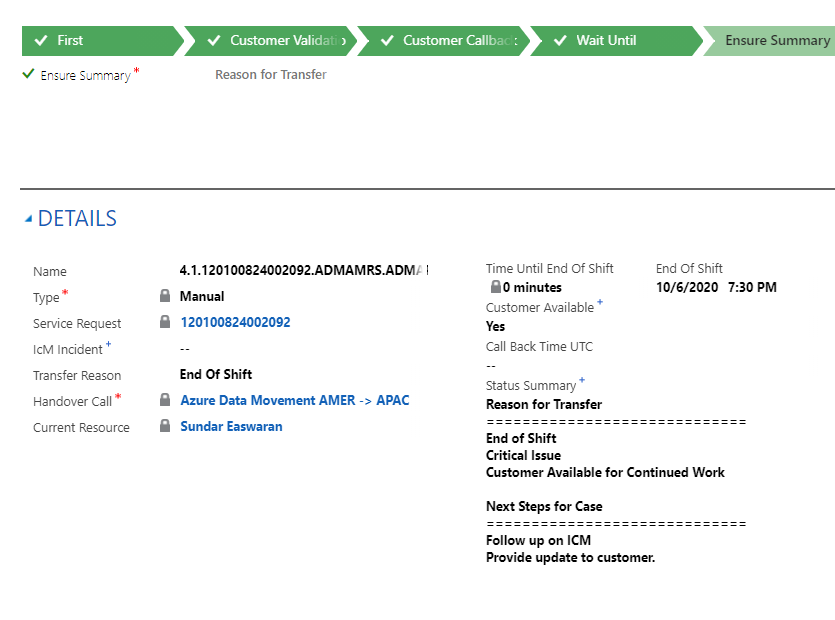 First
Customer Validatio
Customer Callback
Wait Until
Ensure Summary
Ensure Summary*
Reason for Transfer
DETAILS
Name
4.1.120100824002092.ADMAMRS.ADMA
Type*
Manual
Service Request
120100824002092
IcM Incident+
--
Transfer Reason
End Of Shift
Handover Call*
Azure Data Movement AMER -> APAC
Current Resource
Sundar Easwaran
Time Until End Of Shift
0 minutes
End Of Shift
10/6/2020 7:30 PM
Customer Available+
Yes
Call Back Time UTC
--
Status Summary+
Reason for Transfer
=============================
End of Shift
Critical Issue
Customer Available for Continued Work
Next Steps for Case
=============================
Follow up on ICM
Provide update to customer.